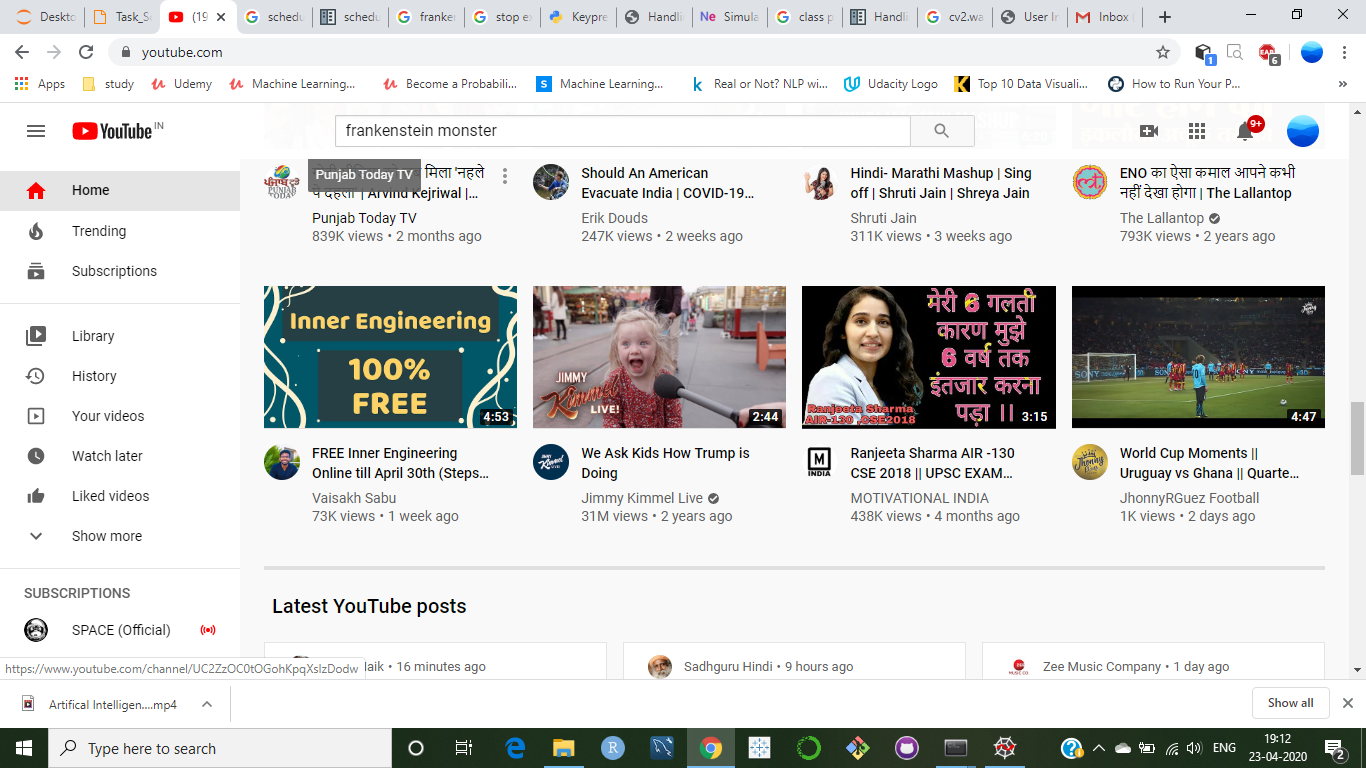 Deskto
Task_Se
(19
schedu
schedu
franken
stop ex
Keypre
Handlin
Simula
class p
Handli
cv2.wa
User In
Inbox
youtube.com
1
6
Apps
study
Udemy
Machine Learning...
Become a Probabili...
Machine Learning...
Real or Not? NLP wi...
Udacity Logo
Top 10 Data Visuali...
How to Run Your P...
YouTube IN
frankenstein monster
9+
Home
Trending
Subscriptions
Library
History
Your videos
Watch later
Liked videos
Show more
SUBSCRIPTIONS
SPACE (Official)
Punjab Today TV
मिला 'नहले
पे दहला' | Arvind Kejriwal |...
Punjab Today TV
839K views • 2 months ago
Should An American
Evacuate India | COVID-19...
Erik Douds
247K views • 2 weeks ago
Hindi- Marathi Mashup | Sing
off | Shruti Jain | Shreya Jain
Shruti Jain
311K views • 3 weeks ago
ENO का ऐसा कमाल आपने कभी
नहीं देखा होगा | The Lallantop
The Lallantop
793K views • 2 years ago
Inner Engineering
100%
FREE
4:53
JIMMY
Kimmel
LIVE!
2:44
मेरी 6 गलती
कारण मुझे
6 वर्ष तक
इंतजार करना
पड़ा ।।
Ranjeeta Sharma
AIR-130 ,CSE2018
3:15
SONY
4:47
FREE Inner Engineering
Online till April 30th (Steps...
Vaisakh Sabu
73K views • 1 week ago
We Ask Kids How Trump is
Doing
Jimmy Kimmel Live
31M views • 2 years ago
M
INDIA
Ranjeeta Sharma AIR -130
CSE 2018 || UPSC EXAM...
MOTIVATIONAL INDIA
438K views • 4 months ago
World Cup Moments ||
Uruguay vs Ghana || Quarte...
JhonnyRGuez Football
1K views • 2 days ago
Latest YouTube posts
laik • 16 minutes ago
Sadhguru Hindi • 9 hours ago
Zee Music Company • 1 day ago
https://www.youtube.com/channel/UC2ZzOC0tOGohKpqXslzDodw
Artifical Intelligen....mp4
Show all
Type here to search
ENG
19:12
23-04-2020
2